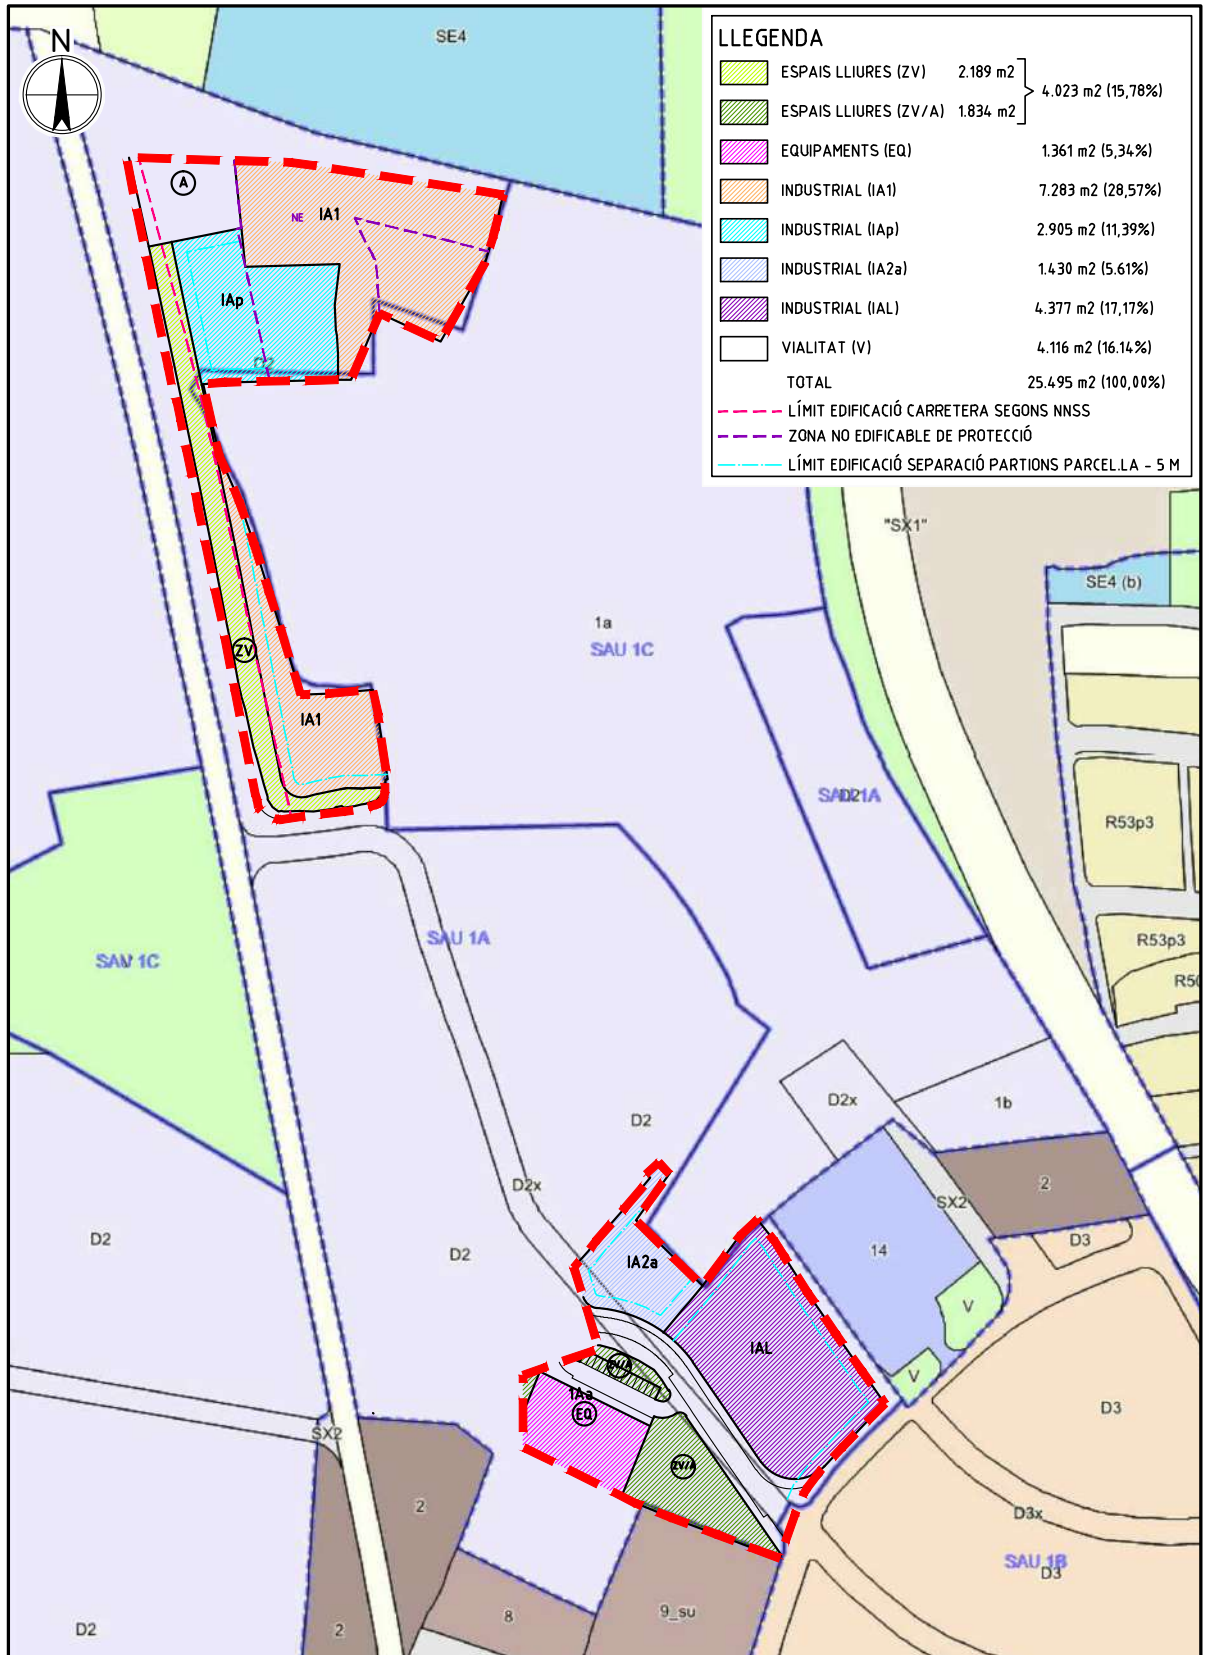 N
SE4
LLEGENDA
ESPAIS LLIURES (ZV) 2.189 m2
4.023 m2 (15,78%)
ESPAIS LLIURES (ZV/A) 1.834 m2
EQUIPAMENTS (EQ) 1.361 m2 (5,34%)
INDUSTRIAL (IA1) 7.283 m2 (28,57%)
INDUSTRIAL (IAp) 2.905 m2 (11,39%)
INDUSTRIAL (IA2a) 1.430 m2 (5.61%)
INDUSTRIAL (IAL) 4.377 m2 (17,17%)
VIALITAT (V) 4.116 m2 (16.14%)
TOTAL 25.495 m2 (100,00%)
LÍMIT EDIFICACIÓ CARRETERA SEGONS NNSS
ZONA NO EDIFICABLE DE PROTECCIÓ
LÍMIT EDIFICACIÓ SEPARACIÓ PARTIONS PARCEL.LA - 5 M
A
NE
IA1
IAp
D2
"SX1"
SE4 (b)
1a
SAU 1C
ZV
IA1
SAU 1A
D2
R53p3
SAU 1A
R53p3
SAU 1C
R50
D2x
1b
D2
D2x
SX2
2
D2
D2
IA2a
14
D3
V
IAL
ZV/A
V
1Aa
EQ
D3
SX2
ZV/A
2
D3x
SAU 1B
D3
8
9_su
D2
2